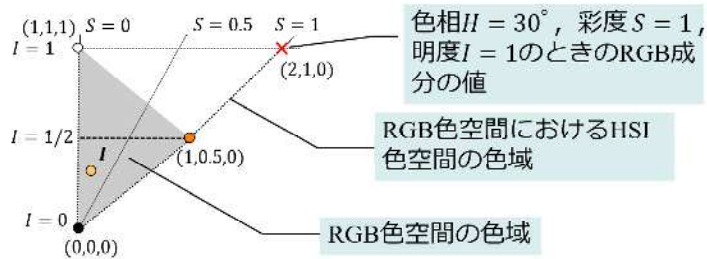 (1,1,1) S = 0 S = 0.5 S = 1
I = 1
(2,1,0)
I = 1/2
(1,0.5,0)
I
I = 0
(0,0,0)
色相H = 30°, 彩度S = 1,
明度I = 1のときのRGB成
分の値
RGB色空間におけるHSI
色空間の色域
RGB色空間の色域